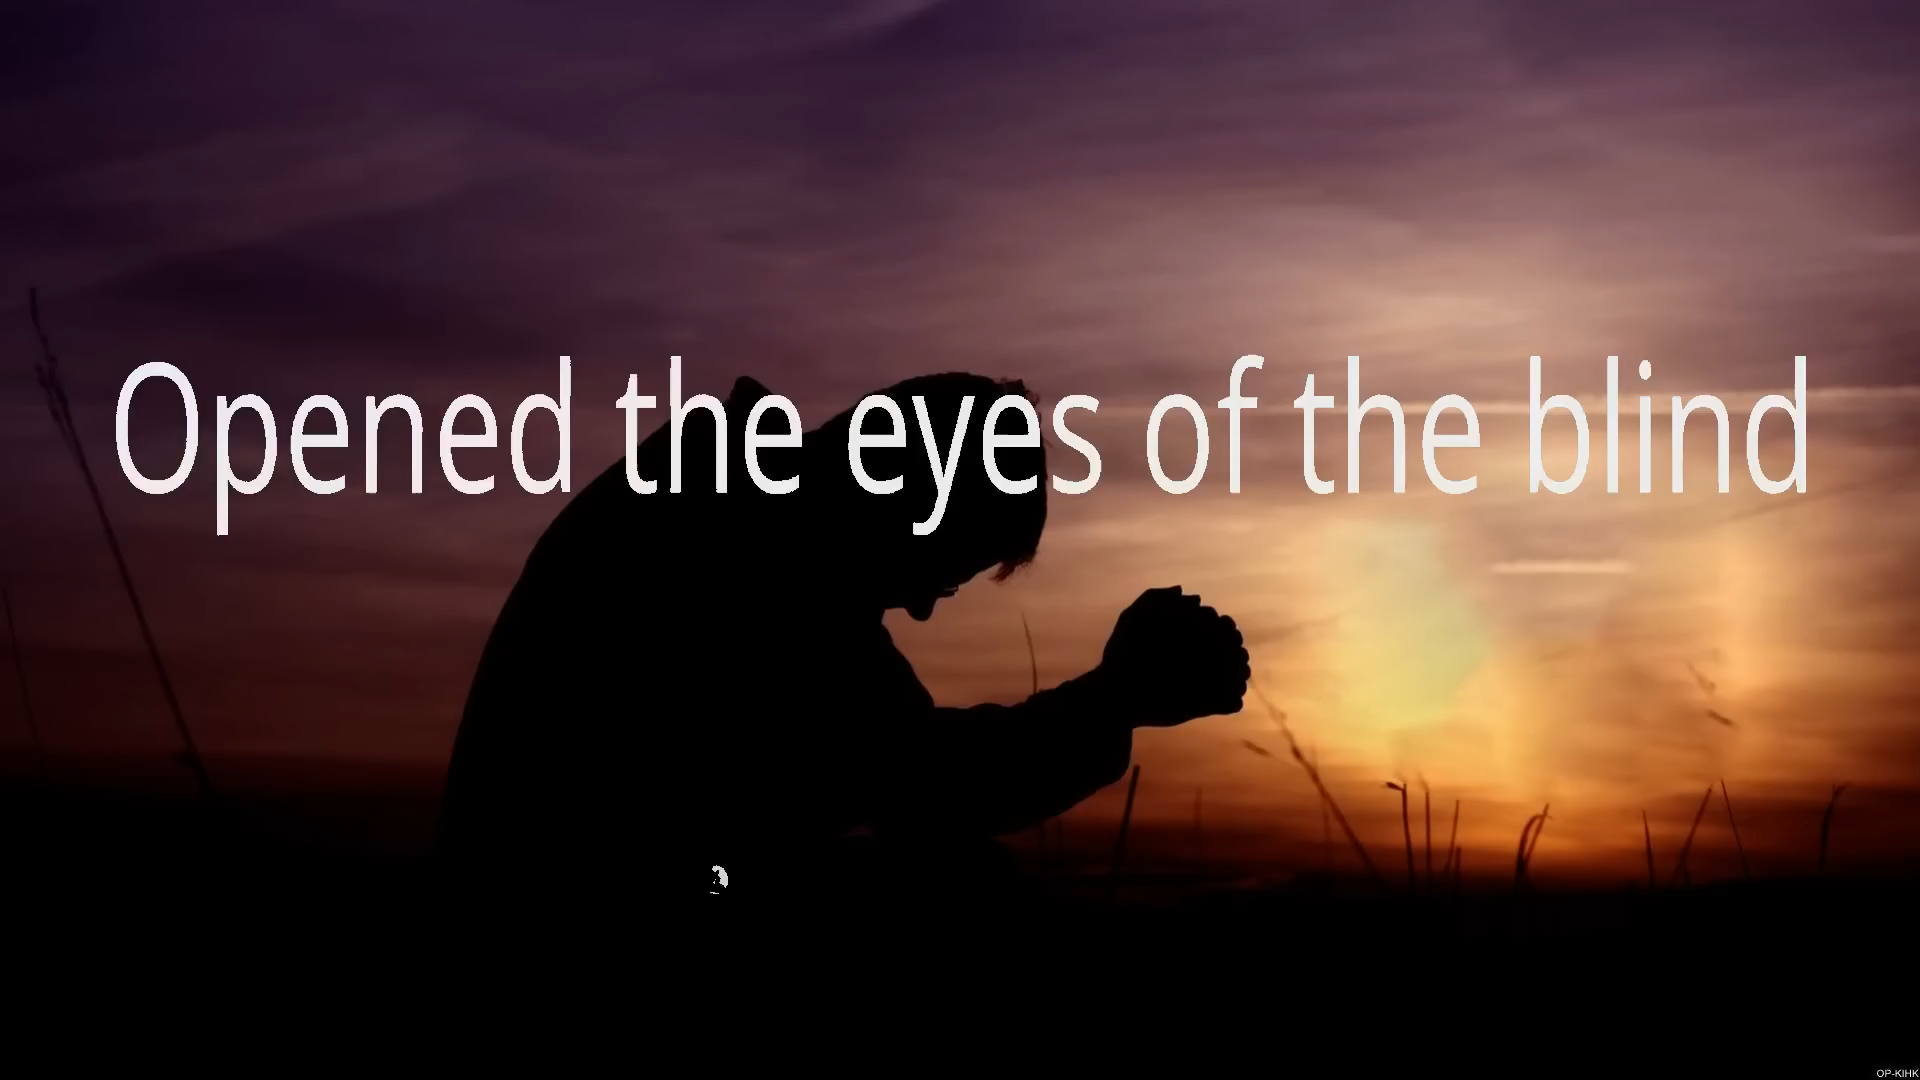 Opened the eyes of the blind
OP-KIHK